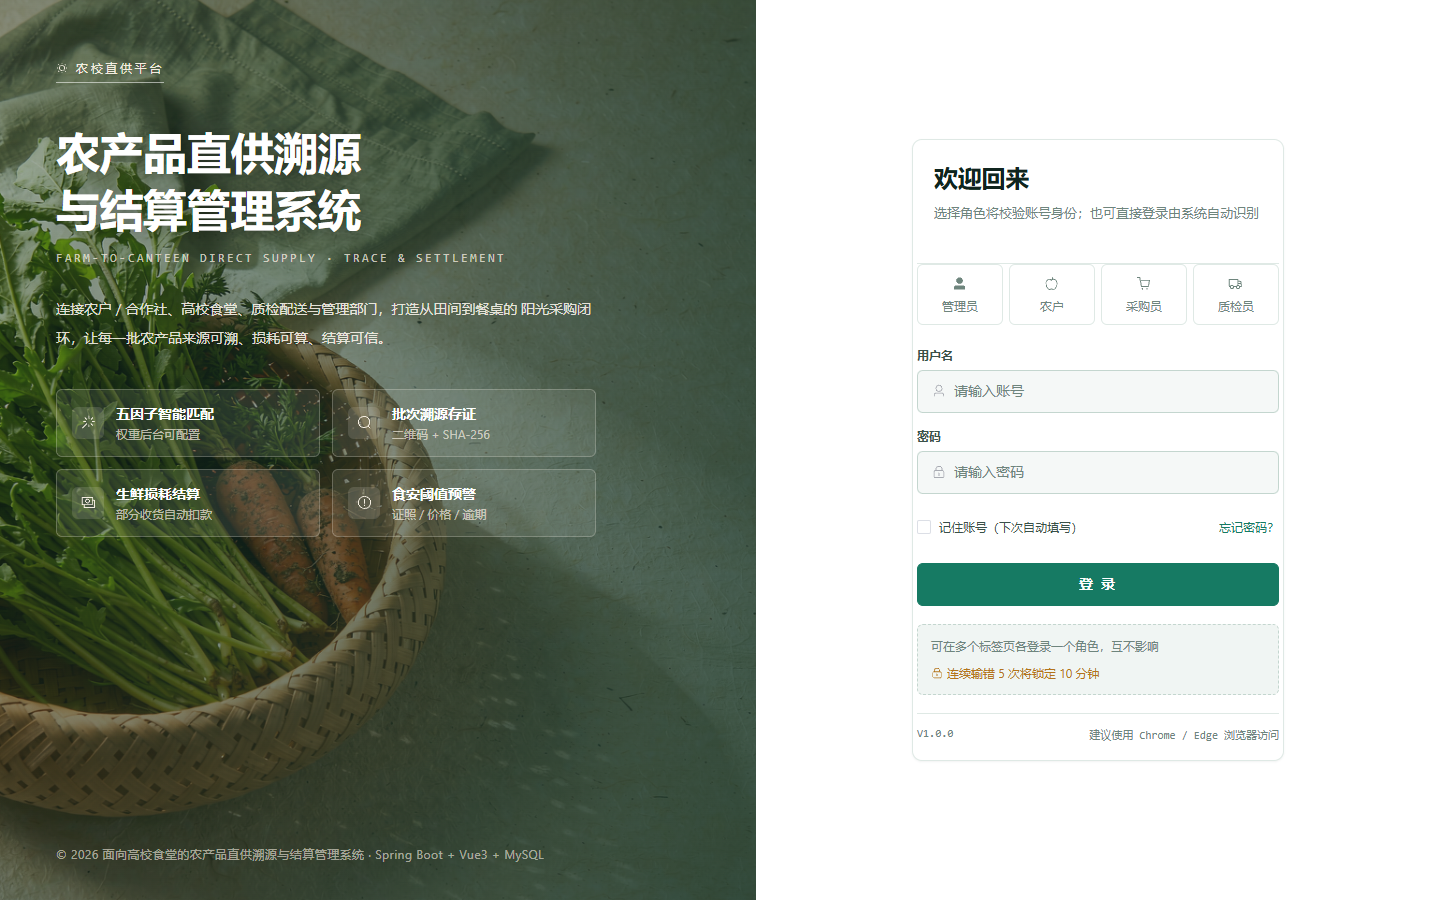 农校直供平台
农产品直供溯源
与结算管理系统
FARM-TO-CANTEEN DIRECT SUPPLY · TRACE & SETTLEMENT
连接农户 / 合作社、高校食堂、质检配送与管理部门，打造从田间到餐桌的 阳光采购闭
环，让每一批农产品来源可溯、损耗可算、结算可信。
五因子智能匹配
权重后台可配置
批次溯源存证
二维码 + SHA-256
生鲜损耗结算
部分收货自动扣款
食安阈值预警
证照 / 价格 / 逾期
© 2026 面向高校食堂的农产品直供溯源与结算管理系统 · Spring Boot + Vue3 + MySQL
欢迎回来
选择角色将校验账号身份；也可直接登录由系统自动识别
管理员
农户
采购员
质检员
用户名
请输入账号
密码
请输入密码
记住账号（下次自动填写）
忘记密码?
登 录
可在多个标签页各登录一个角色，互不影响
连续输错 5 次将锁定 10 分钟
V1.0.0
建议使用 Chrome / Edge 浏览器访问